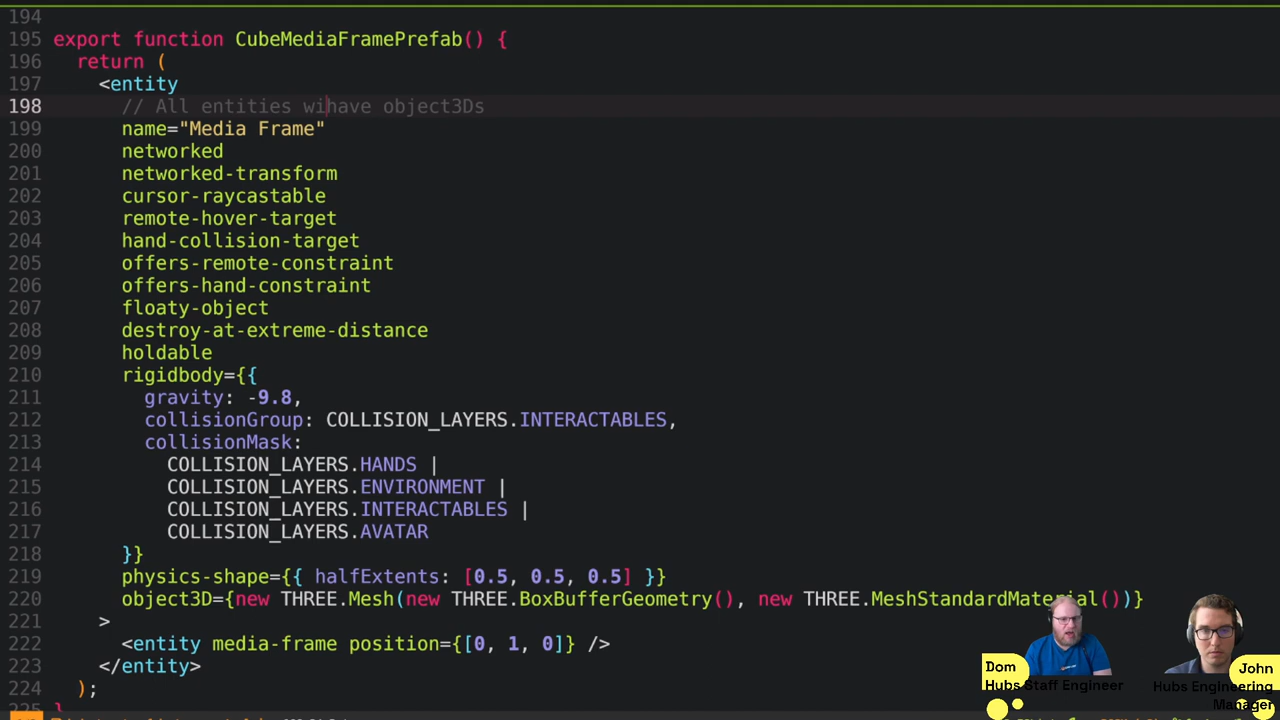 194
195 export function CubeMediaFramePrefab() {
196 return (
197 <entity
198 // All entities wihave object3Ds
199 name="Media Frame"
200 networked
201 networked-transform
202 cursor-raycastable
203 remote-hover-target
204 hand-collision-target
205 offers-remote-constraint
206 offers-hand-constraint
207 floaty-object
208 destroy-at-extreme-distance
209 holdable
210 rigidbody={{
211 gravity: -9.8,
212 collisionGroup: COLLISION_LAYERS.INTERACTABLES,
213 collisionMask:
214 COLLISION_LAYERS.HANDS |
215 COLLISION_LAYERS.ENVIRONMENT |
216 COLLISION_LAYERS.INTERACTABLES |
217 COLLISION_LAYERS.AVATAR
218 }}
219 physics-shape={{ halfExtents: [0.5, 0.5, 0.5] }}
220 object3D={new THREE.Mesh(new THREE.BoxBufferGeometry(), new THREE.MeshStandardMaterial())}
221 >
222 <entity media-frame position={[0, 1, 0]} />
223 </entity>
224 );
225 }
Dom
Hubs Staff Engineer
John
Hubs Engineering
Manager